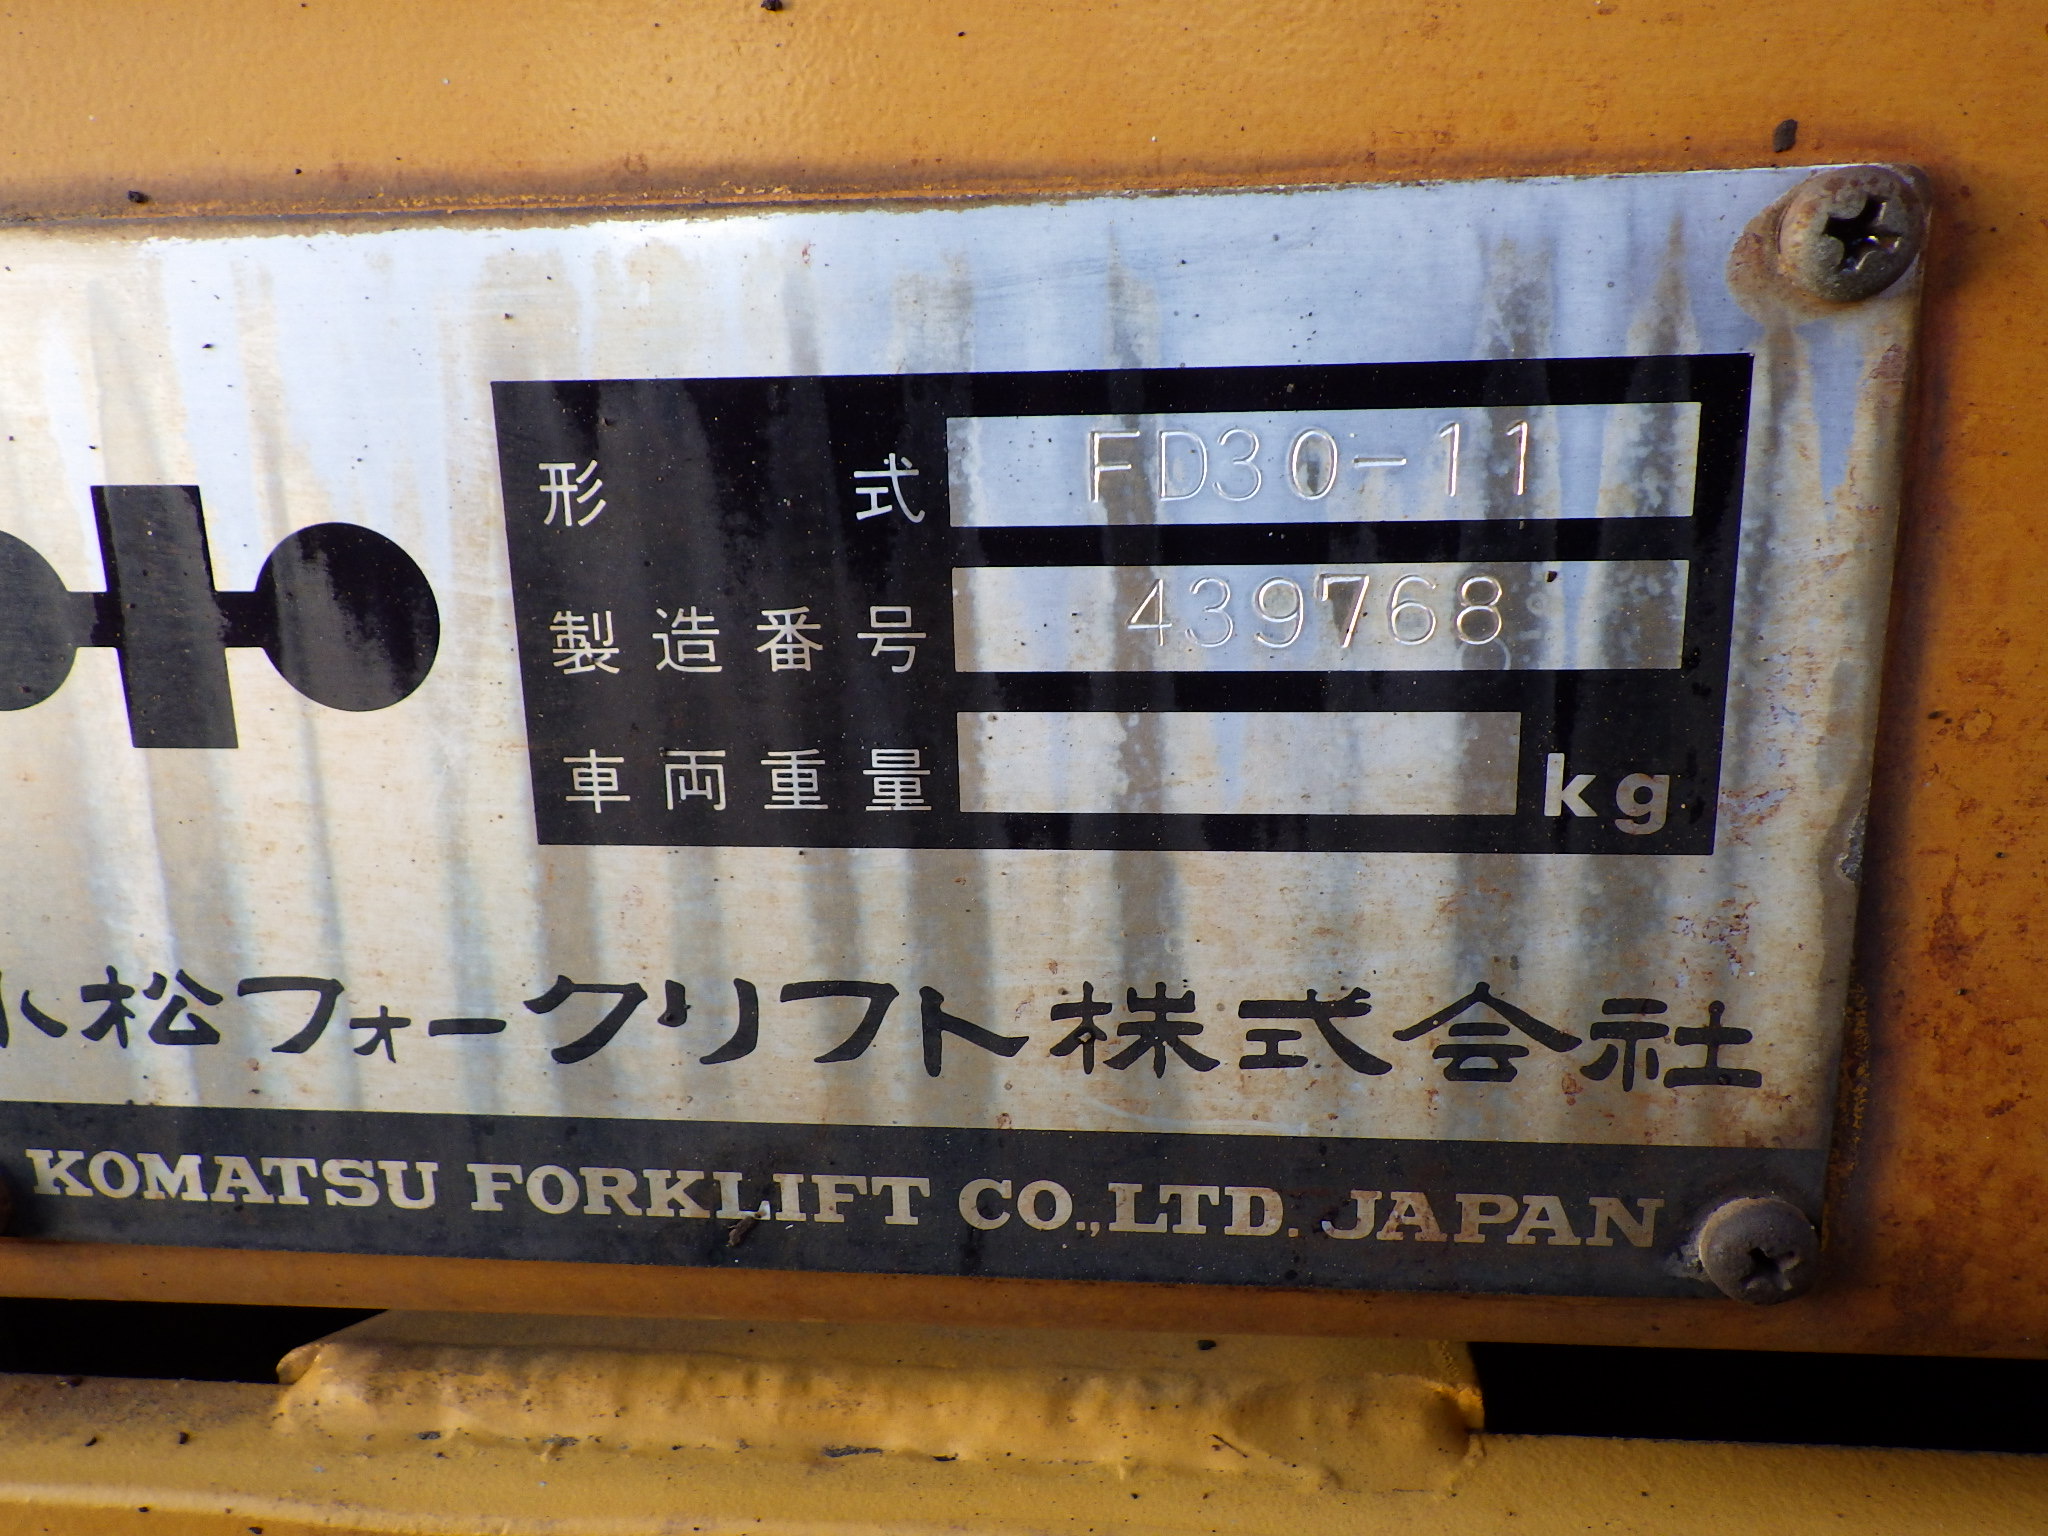 形式 FD30-11
製造番号 439768
車両重量 kg
小松フォークリフト株式会社
KOMATSU FORKLIFT CO.,LTD. JAPAN